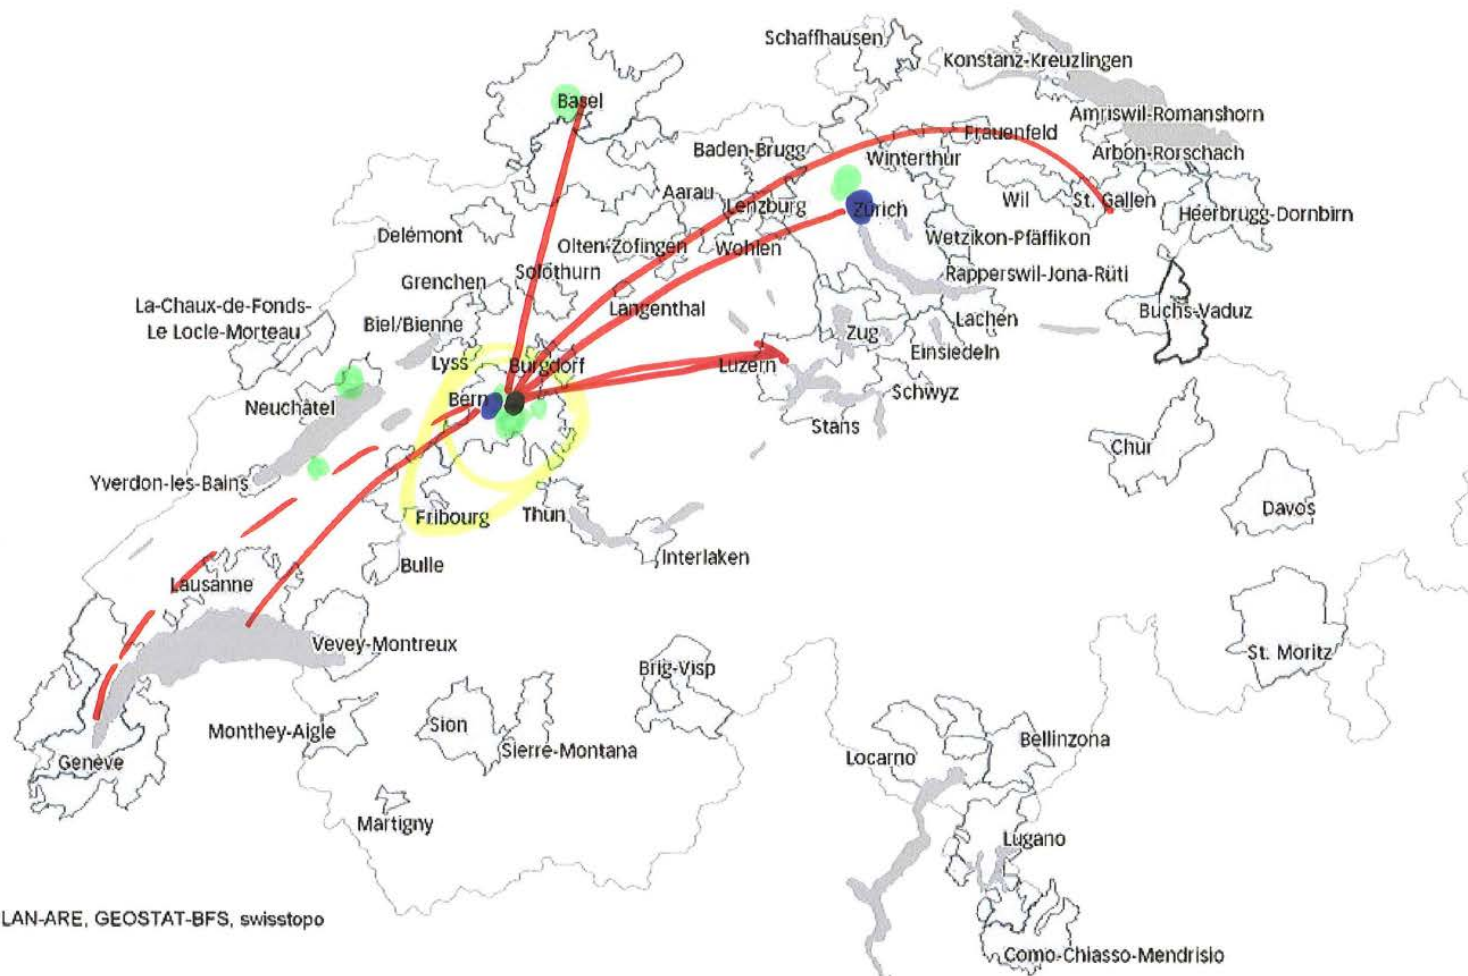 Schaffhausen
Konstanz-Kreuzlingen
Basel
Amriswil-Romanshorn
Frauenfeld
Baden-Brugg
Winterthur
Arbon-Rorschach
Aarau
Wil
St. Gallen
Lenzburg
Zürich
Heerbrugg-Dornbirn
Delémont
Olten-Zofingen
Wohlen
Wetzikon-Pfäffikon
Solothurn
Rapperswil-Jona-Rüti
Grenchen
La-Chaux-de-Fonds-
Le Locle-Morteau
Langenthal
Buchs-Vaduz
Biel/Bienne
Lachen
Zug
Einsiedeln
Lyss
Burgdorf
Luzern
Schwyz
Bern
Neuchâtel
Stans
Chur
Yverdon-les-Bains
Davos
Fribourg
Thun
Interlaken
Bulle
Lausanne
Vevey-Montreux
St. Moritz
Brig-Visp
Monthey-Aigle
Sion
Sierre-Montana
Bellinzona
Locarno
Genève
Martigny
Lugano
LAN-ARE, GEOSTAT-BFS, swisstopo
Como-Chiasso-Mendrisio